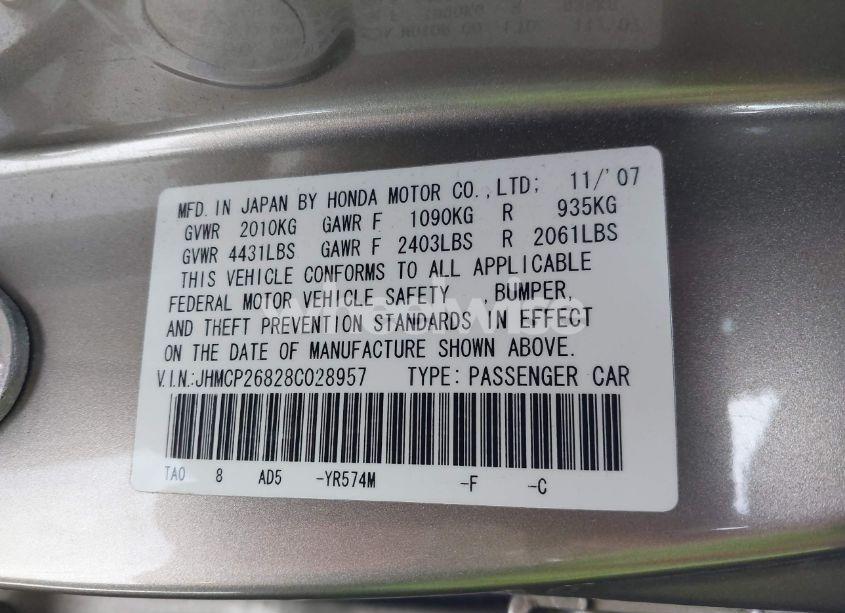 MFD. IN JAPAN BY HONDA MOTOR CO.,LTD; 11/'07
GVWR 2010KG GAWR F 1090KG R 935KG
GVWR 4431LBS GAWR F 2403LBS R 2061LBS
THIS VEHICLE CONFORMS TO ALL APPLICABLE
FEDERAL MOTOR VEHICLE SAFETY ,BUMPER,
AND THEFT PREVENTION STANDARDS IN EFFECT
ON THE DATE OF MANUFACTURE SHOWN ABOVE.
V.I.N.:JHMCP26828C028957 TYPE: PASSENGER CAR
TAO 8 AD5 -YR574M -F -C
wheelwise